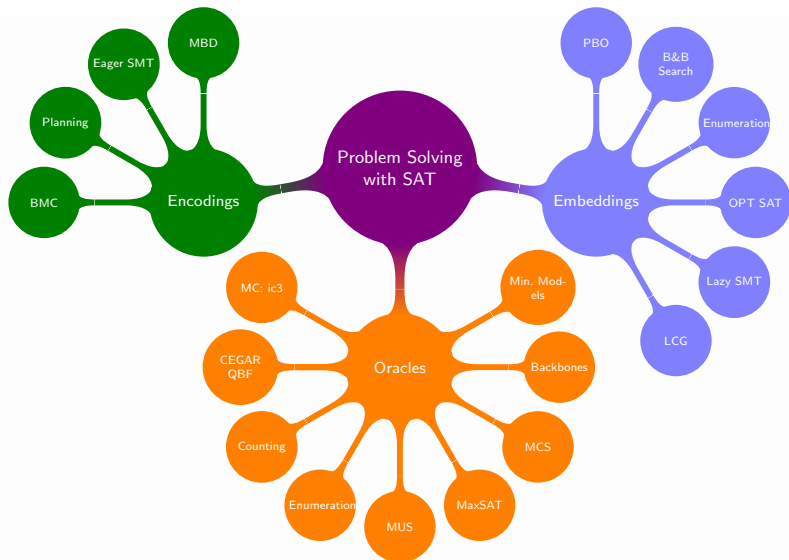 MBD
Eager SMT
Planning
BMC
Encodings
Problem Solving
with SAT
PBO
B&B
Search
Enumeration
Embeddings
OPT SAT
Lazy SMT
LCG
MC: ic3
CEGAR
QBF
Counting
Enumeration
MUS
MaxSAT
MCS
Backbones
Min. Mod-
els
Oracles